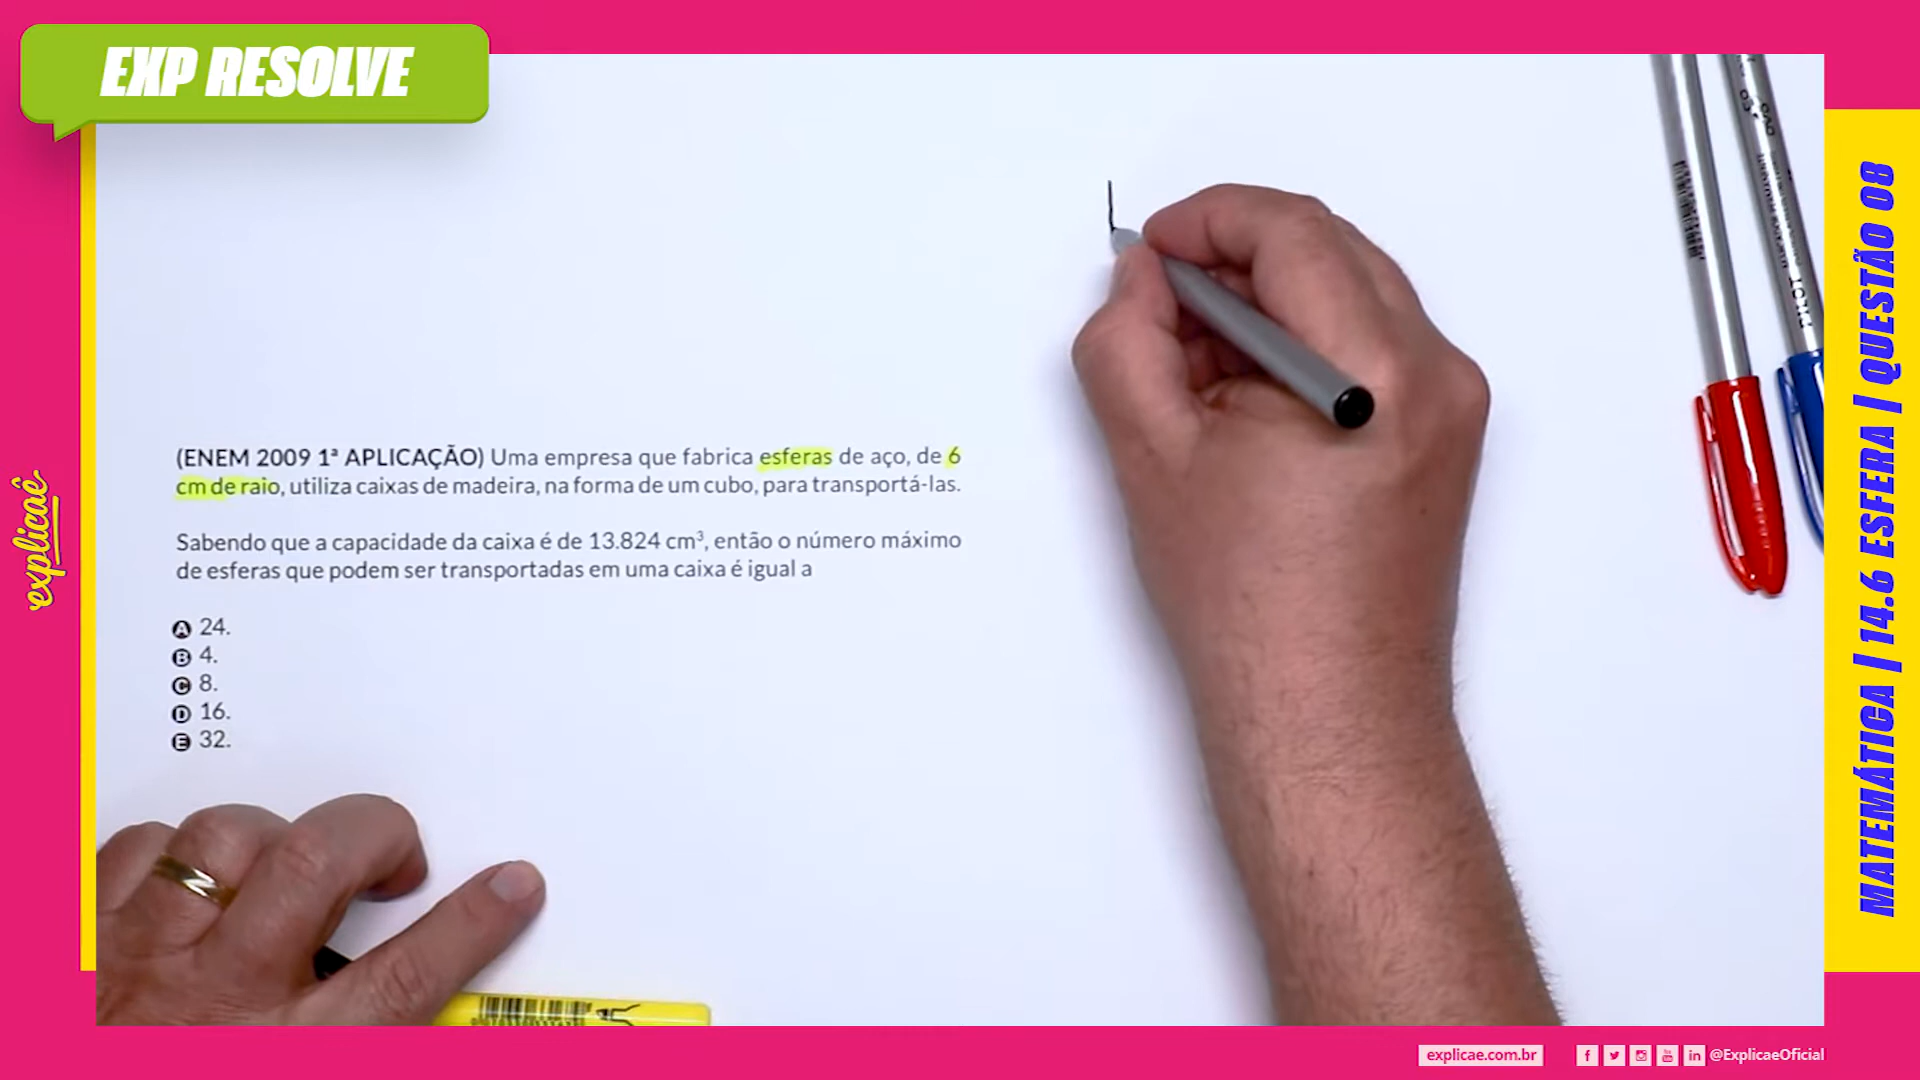 EXP RESOLVE
(ENEM 2009 1ª APLICAÇÃO) Uma empresa que fabrica esferas de aço, de 6
cm de raio, utiliza caixas de madeira, na forma de um cubo, para transportá-las.
Sabendo que a capacidade da caixa é de 13.824 cm³, então o número máximo
de esferas que podem ser transportadas em uma caixa é igual a
A 24.
B 4.
C 8.
D 16.
E 32.
explicaê
MATEMÁTICA | 14.6 ESFERA | QUESTÃO 08
PILOT
explicae.com.br
@ExplicaeOficial